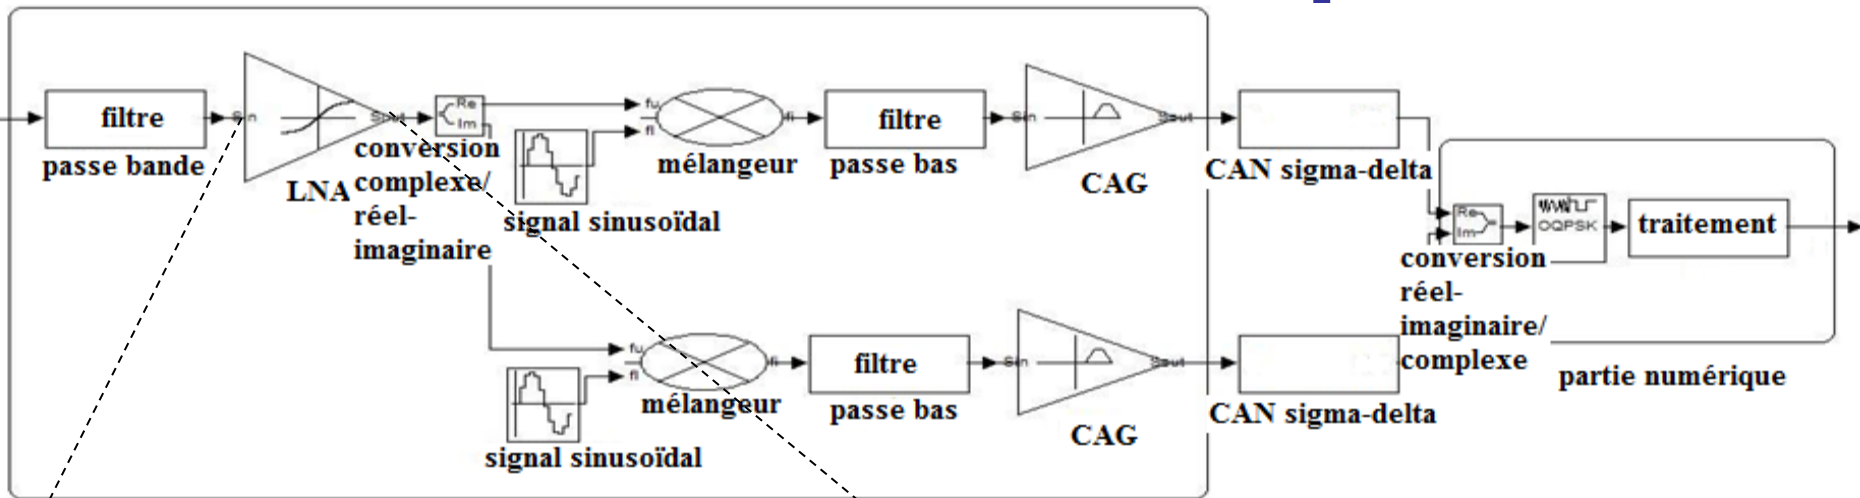 filtre
passe bande
Sin
Sout
LNA
Re
Im
conversion
complexe/
réel-
imaginaire
signal sinusoïdal
fu
fl
fi
mélangeur
filtre
passe bas
Sin
Sout
CAG
CAN sigma-delta
signal sinusoïdal
fu
fl
fi
mélangeur
filtre
passe bas
Sin
Sout
CAG
CAN sigma-delta
Re
Im
conversion
réel-
imaginaire/
complexe
OQPSK
traitement
partie numérique